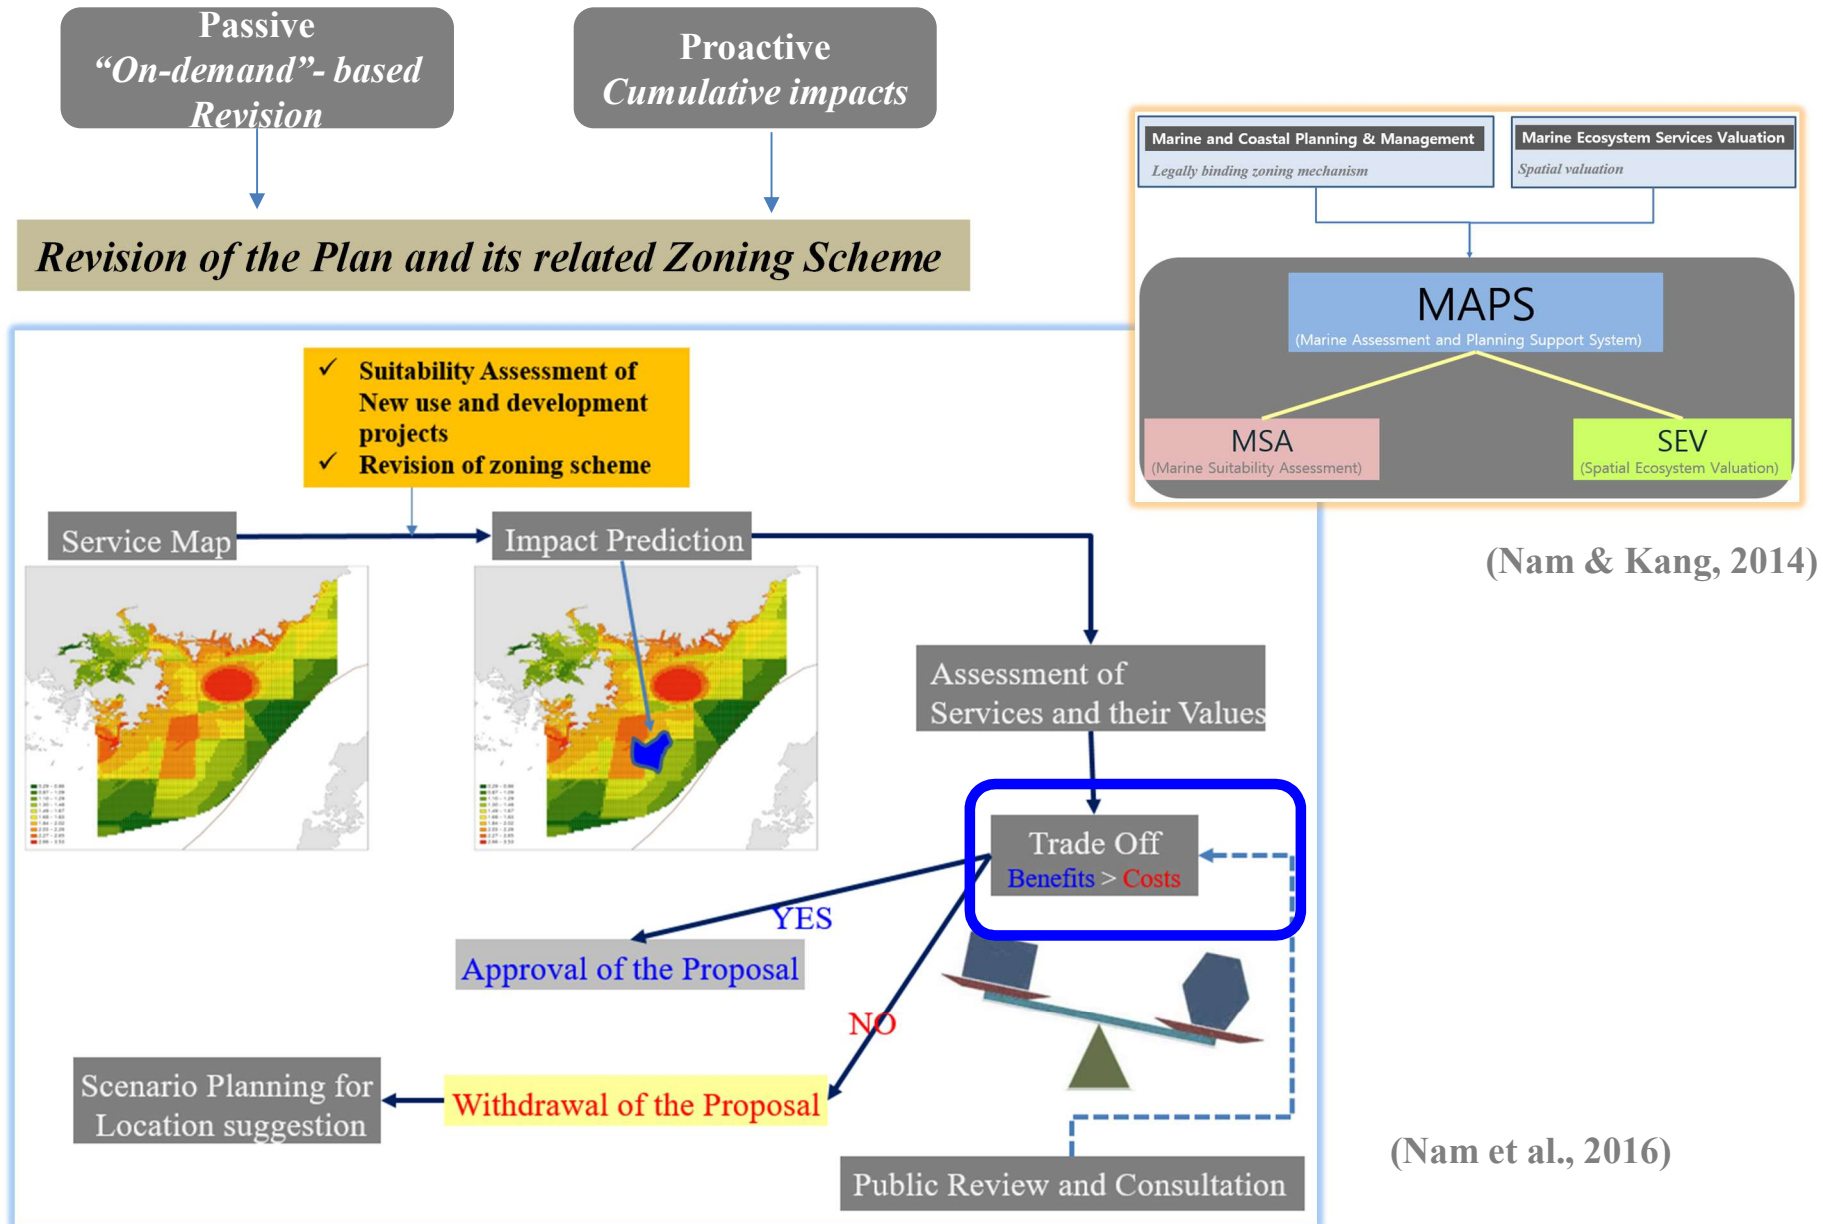 Passive
“On-demand”- based
Revision
Proactive
Cumulative impacts
Revision of the Plan and its related Zoning Scheme
Marine and Coastal Planning & Management
Legally binding zoning mechanism
Marine Ecosystem Services Valuation
Spatial valuation
MAPS
(Marine Assessment and Planning Support System)
MSA
(Marine Suitability Assessment)
SEV
(Spatial Ecosystem Valuation)
(Nam & Kang, 2014)
✓ Suitability Assessment of
New use and development
projects
✓ Revision of zoning scheme
Service Map
Impact Prediction
Assessment of
Services and their Values
Trade Off
Benefits > Costs
YES
Approval of the Proposal
NO
Withdrawal of the Proposal
Scenario Planning for
Location suggestion
Public Review and Consultation
(Nam et al., 2016)